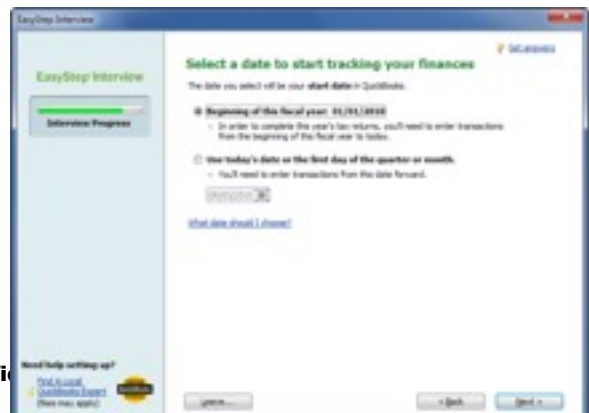 EasyStep Interview
Get answers
Select a date to start tracking your finances
The date you select will be your start date in QuickBooks.
EasyStep Interview
Interview Progress
Beginning of this fiscal year: 01/01/2010
- In order to complete this year's tax returns, you'll need to enter transactions
from the beginning of this fiscal year to today.
Use today's date or the first day of the quarter or month.
- You'll need to enter transactions from this date forward.
What date should I choose?
Need help setting up?
Find A Local
QuickBooks Expert
(Fees may apply)
Leave...
< Back
Next >